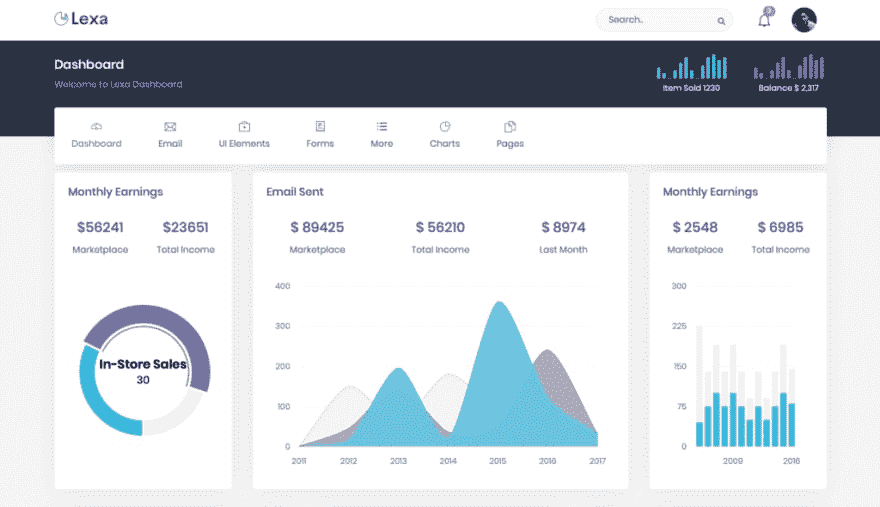 Lexa
Search..
Dashboard
Welcome to Lexa Dashboard
Item Sold 1230
Balance $ 2,317
Dashboard
Email
UI Elements
Forms
More
Charts
Pages
Monthly Earnings
$56241
$23651
Marketplace
Total Income
In-Store Sales
30
Email Sent
$ 89425
$ 56210
$ 8974
Marketplace
Total Income
Last Month
400
300
200
100
0
2011
2012
2013
2014
2015
2016
2017
Monthly Earnings
$ 2548
$ 6985
Marketplace
Total Income
300
225
150
75
0
2009
2016